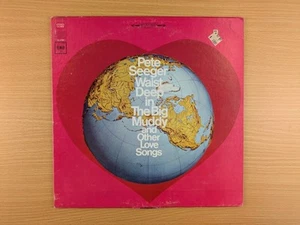 Pete
Seeger
Waist
Deep
in
The Big
Muddy
and
Other
Love
Songs